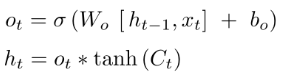 o_t = σ (W_o [h_{t−1}, x_t] + b_o)
h_t = o_t * tanh (C_t)